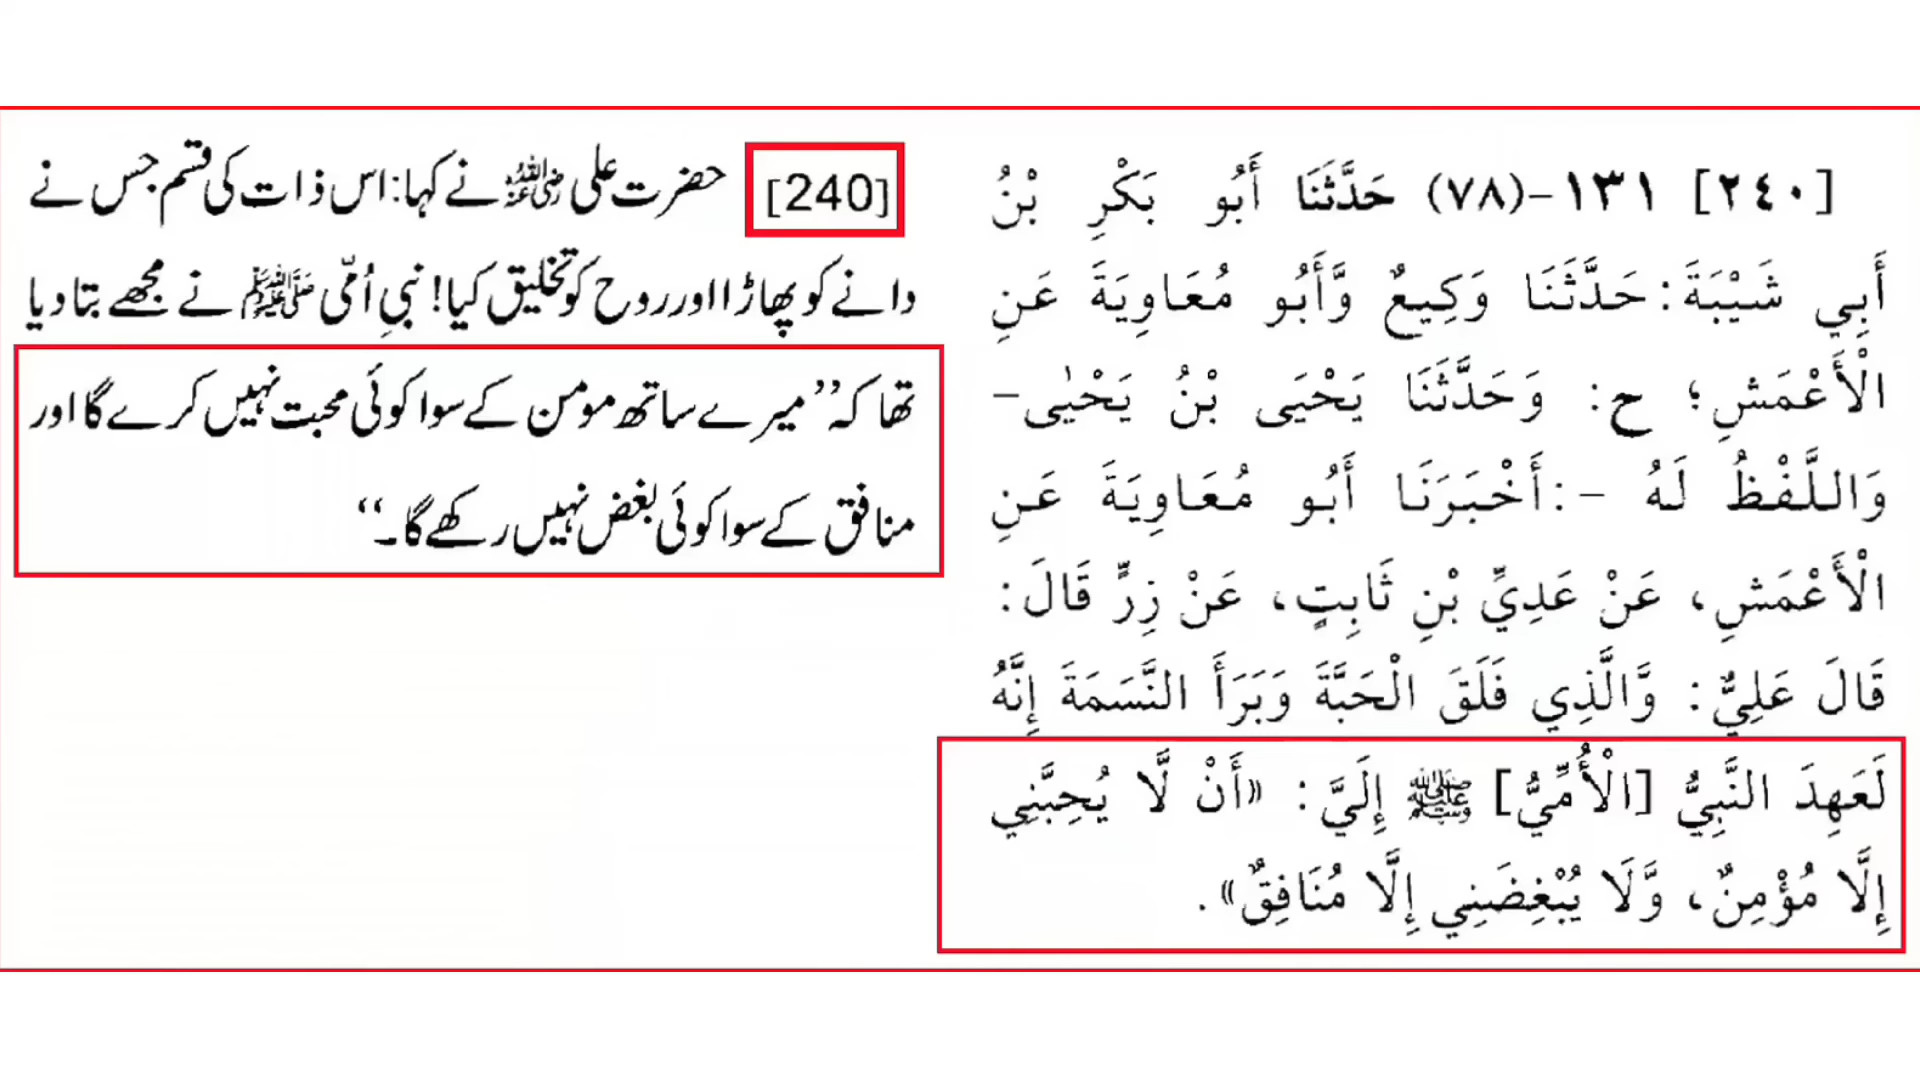 [٢٤٠] ١٣١-(٧٨) حَدَّثَنَا أَبُو بَكْرِ بْنُ
أَبِي شَيْبَةَ: حَدَّثَنَا وَكِيعٌ وَّأَبُو مُعَاوِيَةَ عَنِ
الْأَعْمَشِ؛ ح: وَحَدَّثَنَا يَحْيَى بْنُ يَحْيٰى-
وَاللَّفْظُ لَهُ -: أَخْبَرَنَا أَبُو مُعَاوِيَةَ عَنِ
الْأَعْمَشِ، عَنْ عَدِيِّ بْنِ ثَابِتٍ، عَنْ زِرٍّ قَالَ:
قَالَ عَلِيٌّ: وَّالَّذِي فَلَقَ الْحَبَّةَ وَبَرَأَ النَّسَمَةَ إِنَّهُ
لَعَهِدَ النَّبِيُّ [الْأُمِّيُّ] ﷺ إِلَيَّ: «أَنْ لَّا يُحِبَّنِي
إِلَّا مُؤْمِنٌ، وَّلَا يُبْغِضَنِي إِلَّا مُنَافِقٌ».
[240] حضرت علی رضی اللہ عنہ نے کہا: اس ذات کی قسم جس نے
دانے کو پھاڑا اور روح کو تخلیق کیا! نبیِ اُمّی ﷺ نے مجھے بتا دیا
تھا کہ ’’میرے ساتھ مومن کے سوا کوئی محبت نہیں کرے گا اور
منافق کے سوا کوئی بغض نہیں رکھے گا۔‘‘